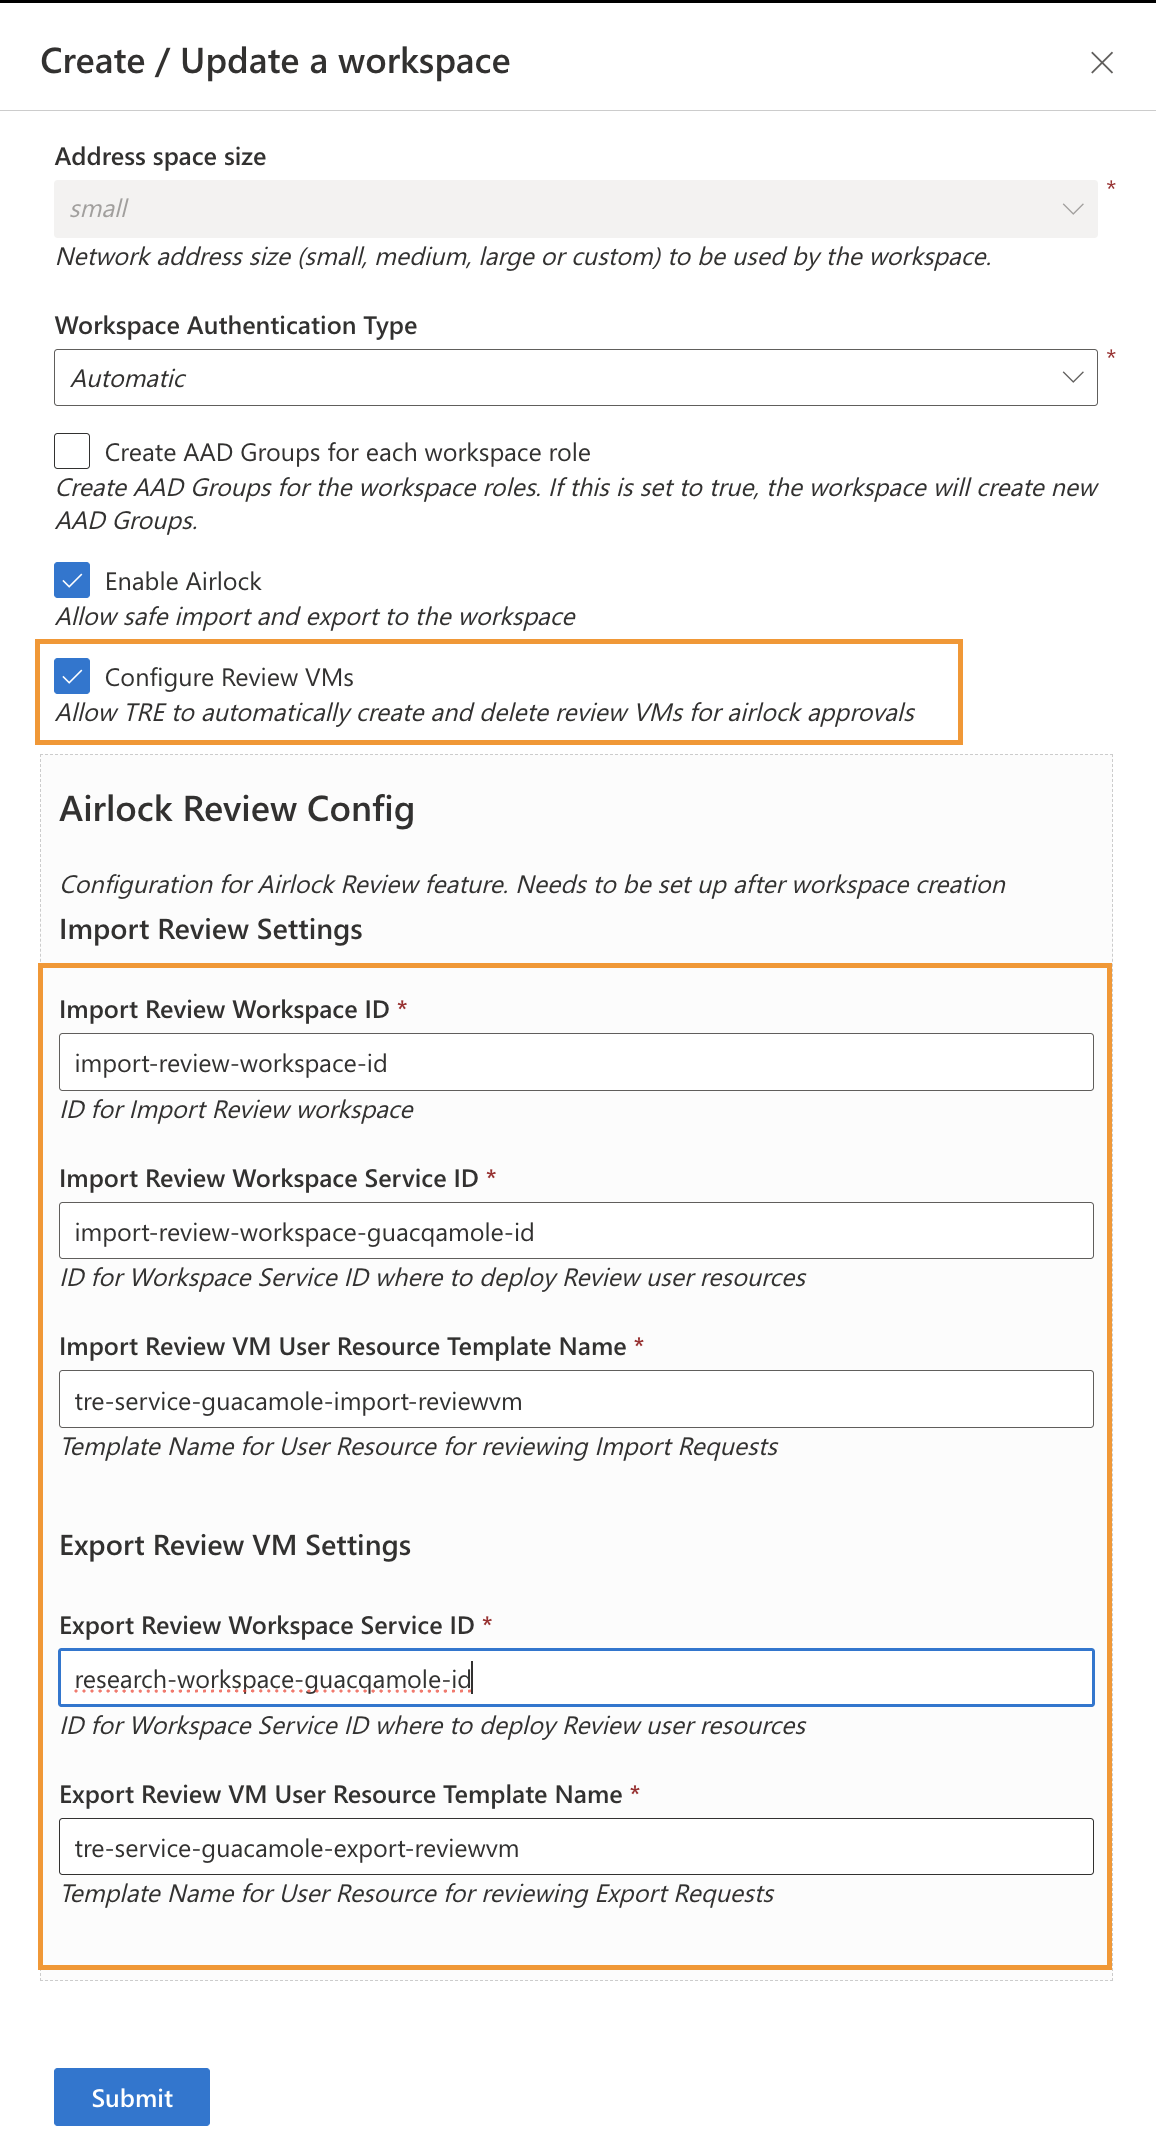 Create / Update a workspace
Address space size
small
*
Network address size (small, medium, large or custom) to be used by the workspace.
Workspace Authentication Type
*
Automatic
Create AAD Groups for each workspace role
Create AAD Groups for the workspace roles. If this is set to true, the workspace will create new
AAD Groups.
Enable Airlock
Allow safe import and export to the workspace
Configure Review VMs
Allow TRE to automatically create and delete review VMs for airlock approvals
Airlock Review Config
Configuration for Airlock Review feature. Needs to be set up after workspace creation
Import Review Settings
Import Review Workspace ID *
import-review-workspace-id
ID for Import Review workspace
Import Review Workspace Service ID *
import-review-workspace-guacqamole-id
ID for Workspace Service ID where to deploy Review user resources
Import Review VM User Resource Template Name *
tre-service-guacamole-import-reviewvm
Template Name for User Resource for reviewing Import Requests
Export Review VM Settings
Export Review Workspace Service ID *
research-workspace-guacqamole-id
ID for Workspace Service ID where to deploy Review user resources
Export Review VM User Resource Template Name *
tre-service-guacamole-export-reviewvm
Template Name for User Resource for reviewing Export Requests
Submit